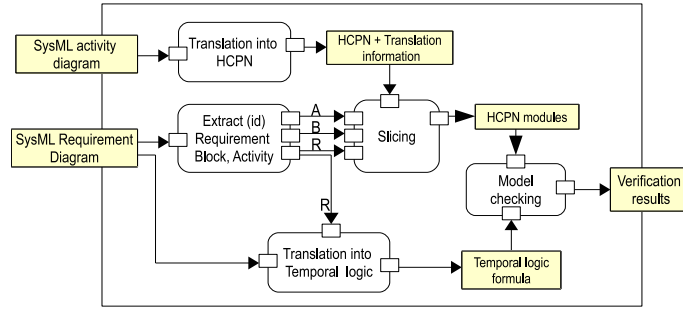 SysML activity
diagram
Translation into
HCPN
HCPN + Translation
information
SysML Requirement
Diagram
Extract (id)
Requirement
Block, Activity
A
B
R
Slicing
HCPN modules
Model
checking
Verification
results
R
Translation into
Temporal logic
Temporal logic
formula